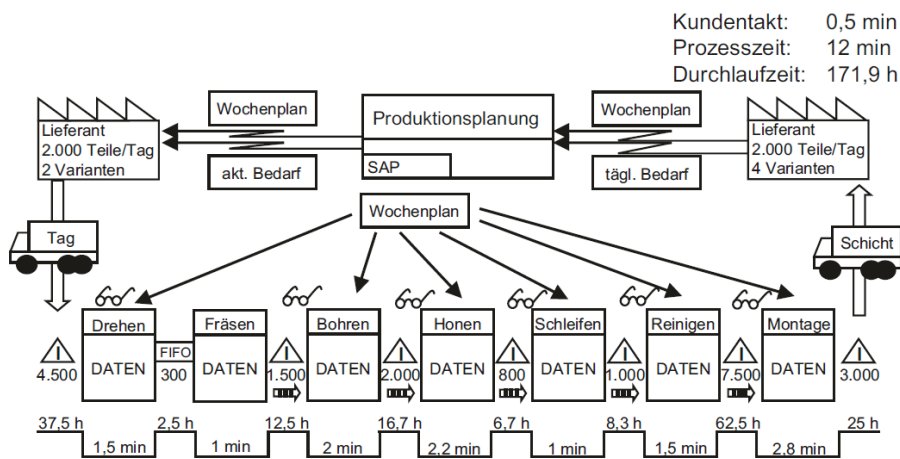 Kundentakt: 0,5 min
Prozesszeit: 12 min
Durchlaufzeit: 171,9 h
Wochenplan
Produktionsplanung
Wochenplan
Lieferant
2.000 Teile/Tag
2 Varianten
Lieferant
2.000 Teile/Tag
4 Varianten
akt. Bedarf
SAP
tägl. Bedarf
Wochenplan
Tag
Schicht
Drehen
Fräsen
Bohren
Honen
Schleifen
Reinigen
Montage
I
FIFO
I
I
I
I
I
I
DATEN
DATEN
DATEN
DATEN
DATEN
DATEN
DATEN
4.500
300
1.500
2.000
800
1.000
7.500
3.000
37,5 h
2,5 h
12,5 h
16,7 h
6,7 h
8,3 h
62,5 h
25 h
1,5 min
1 min
2 min
2,2 min
1 min
1,5 min
2,8 min